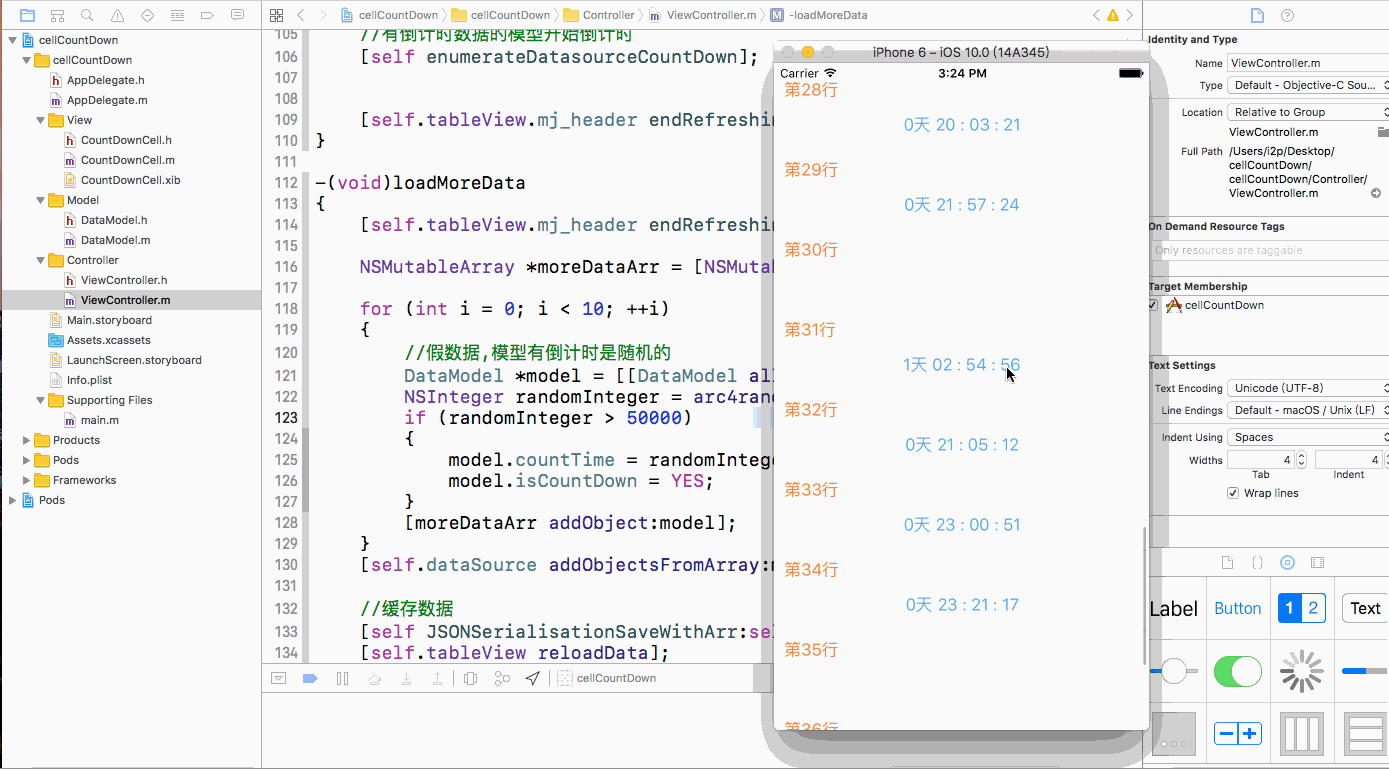 cellCountDown
cellCountDown
Controller
ViewController.m
-loadMoreData
cellCountDown
cellCountDown
AppDelegate.h
AppDelegate.m
View
CountDownCell.h
CountDownCell.m
CountDownCell.xib
Model
DataModel.h
DataModel.m
Controller
ViewController.h
ViewController.m
Main.storyboard
Assets.xcassets
LaunchScreen.storyboard
Info.plist
Supporting Files
main.m
Products
Pods
Frameworks
Pods
105 //有倒计时数据的模型开始倒计时
106 [self enumerateDatasourceCountDown];
107
108
109 [self.tableView.mj_header endRefreshin
110 }
111
112 -(void)loadMoreData
113 {
114 [self.tableView.mj_header endRefreshin
115
116 NSMutableArray *moreDataArr = [NSMutab
117
118 for (int i = 0; i < 10; ++i)
119 {
120 //假数据,模型有倒计时是随机的
121 DataModel *model = [[DataModel all
122 NSInteger randomInteger = arc4rand
123 if (randomInteger > 50000)
124 {
125 model.countTime = randomIntege
126 model.isCountDown = YES;
127 }
128 [moreDataArr addObject:model];
129 }
130 [self.dataSource addObjectsFromArray:m
131
132 //缓存数据
133 [self JSONSerialisationSaveWithArr:sel
134 [self.tableView reloadData];
cellCountDown
iPhone 6 – iOS 10.0 (14A345)
Carrier 3:24 PM
第28行
0天 20 : 03 : 21
第29行
0天 21 : 57 : 24
第30行
第31行
1天 02 : 54 : 56
第32行
0天 21 : 05 : 12
第33行
0天 23 : 00 : 51
第34行
0天 23 : 21 : 17
第35行
第36行
Identity and Type
Name ViewController.m
Type Default - Objective-C Sou...
Location Relative to Group
ViewController.m
Full Path /Users/i2p/Desktop/
cellCountDown/
cellCountDown/Controller/
ViewController.m
On Demand Resource Tags
Only resources are taggable
Target Membership
cellCountDown
Text Settings
Text Encoding Unicode (UTF-8)
Line Endings Default - macOS / Unix (LF)
Indent Using Spaces
Widths 4 4
Tab Indent
Wrap lines
Label Button 1 2 Text